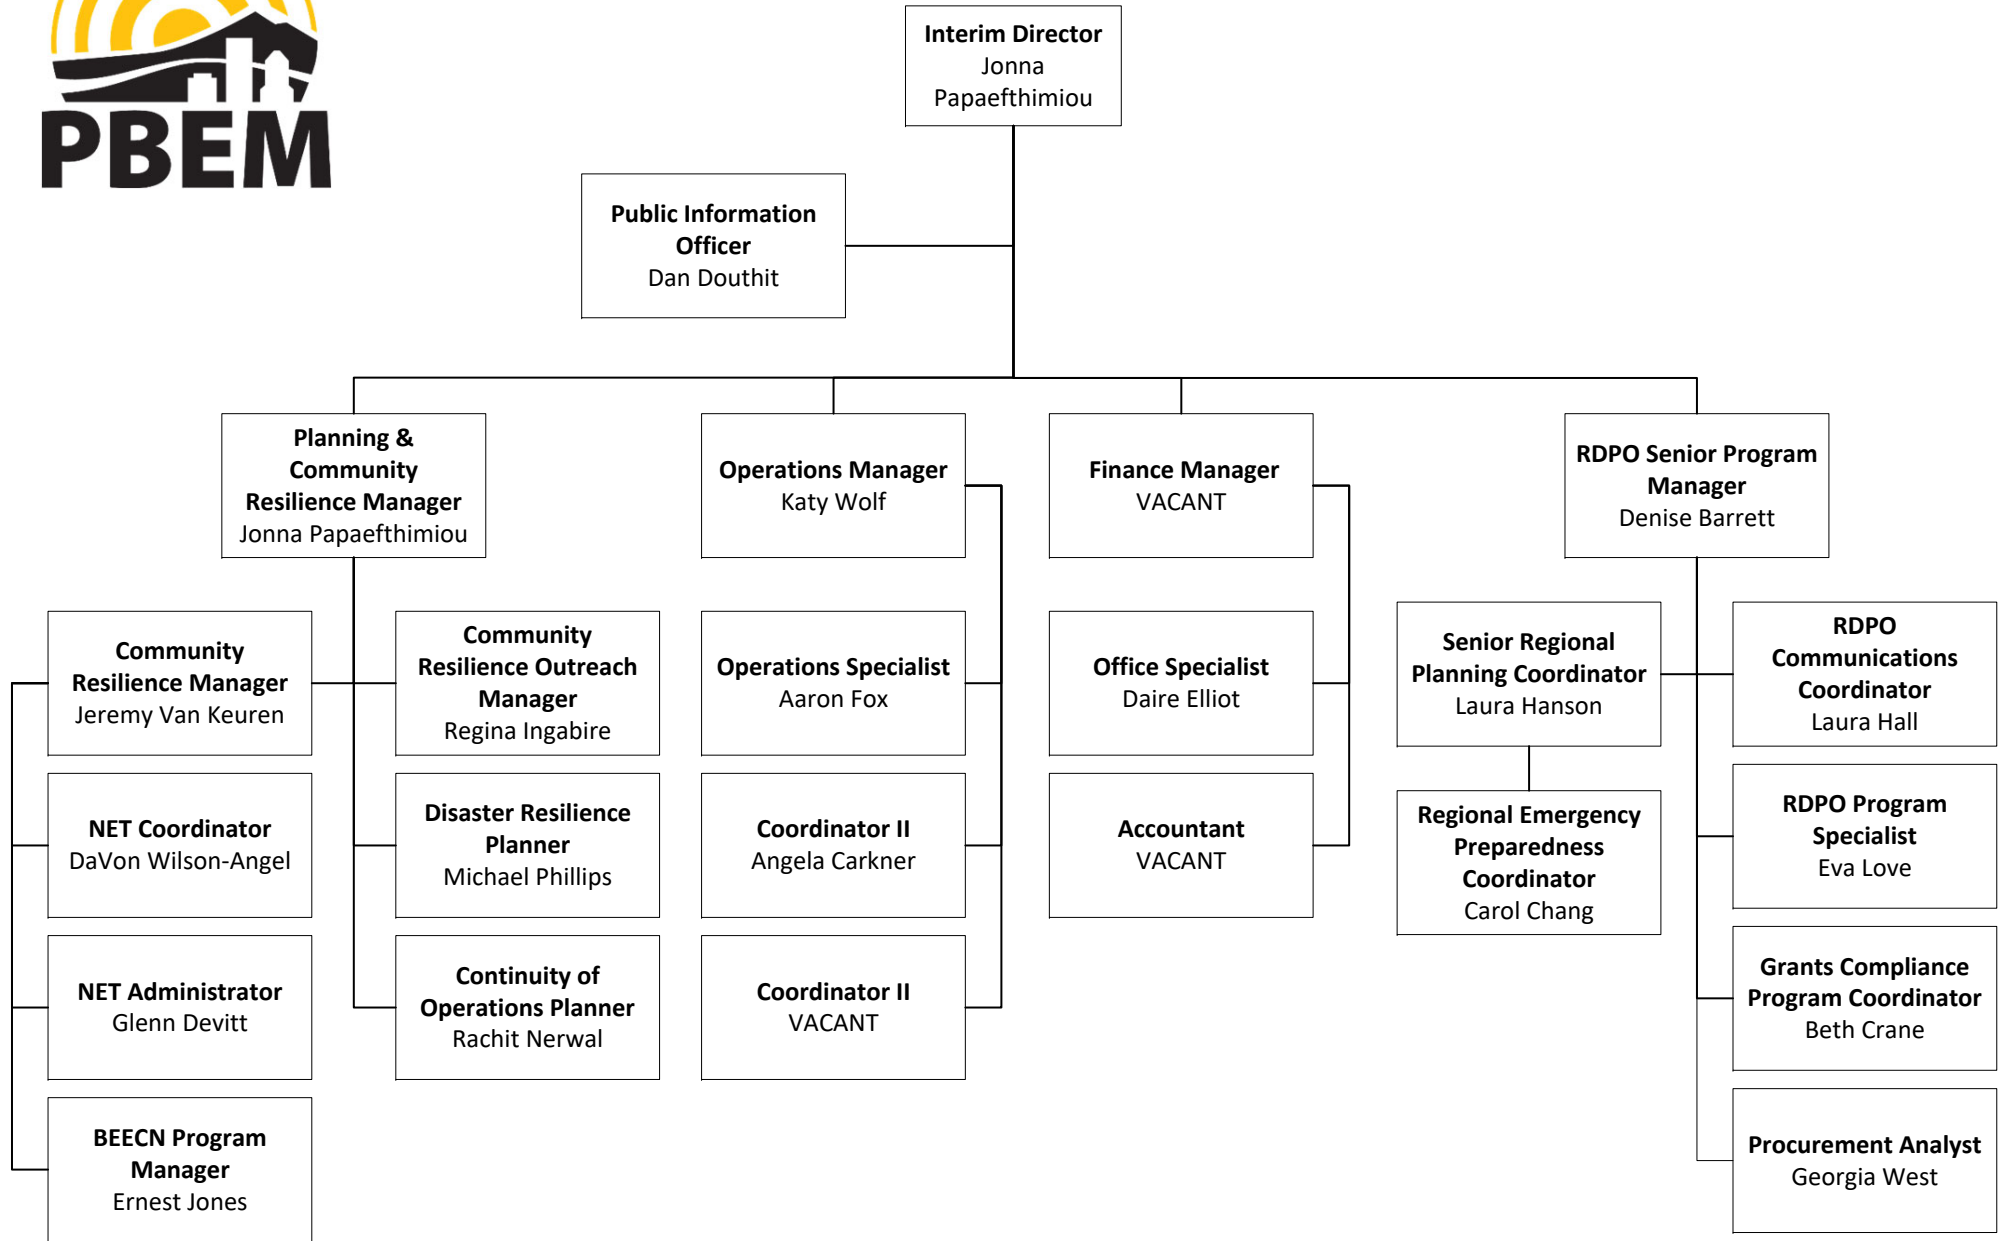 PBEM
Interim Director
Jonna
Papaefthimiou
Public Information
Officer
Dan Douthit
Planning &
Community
Resilience Manager
Jonna Papaefthimiou
Operations Manager
Katy Wolf
Finance Manager
VACANT
RDPO Senior Program
Manager
Denise Barrett
Community
Resilience Manager
Jeremy Van Keuren
Community
Resilience Outreach
Manager
Regina Ingabire
Operations Specialist
Aaron Fox
Office Specialist
Daire Elliot
Senior Regional
Planning Coordinator
Laura Hanson
RDPO
Communications
Coordinator
Laura Hall
NET Coordinator
DaVon Wilson-Angel
Disaster Resilience
Planner
Michael Phillips
Coordinator II
Angela Carkner
Accountant
VACANT
Regional Emergency
Preparedness
Coordinator
Carol Chang
RDPO Program
Specialist
Eva Love
NET Administrator
Glenn Devitt
Continuity of
Operations Planner
Rachit Nerwal
Coordinator II
VACANT
Grants Compliance
Program Coordinator
Beth Crane
BEECN Program
Manager
Ernest Jones
Procurement Analyst
Georgia West